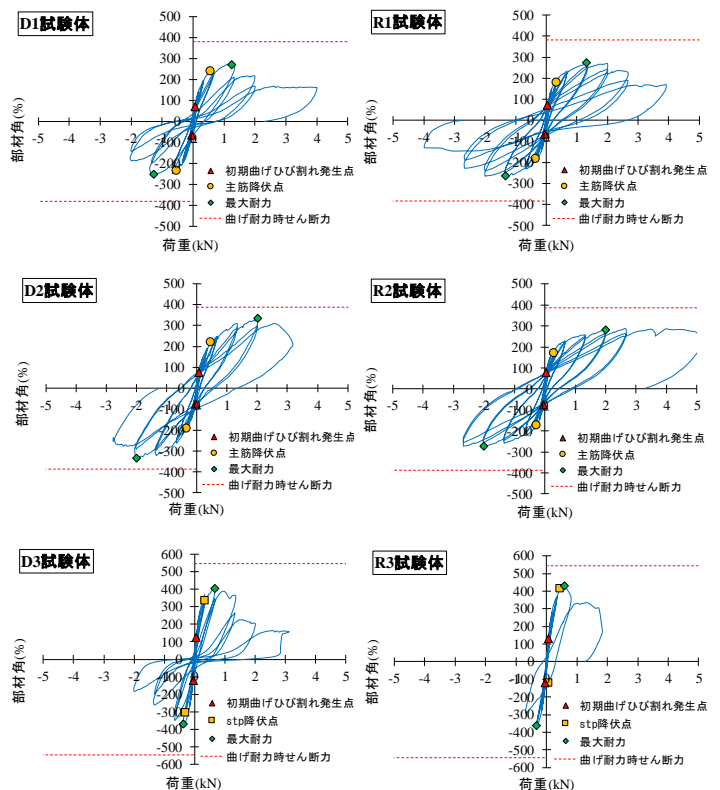 D1試験体
500
400
300
200
100
0
-100
-200
-300
-400
-500
-5 -4 -3 -2 -1 0 1 2 3 4 5
部材角(%)
荷重(kN)
初期曲げひび割れ発生点
主筋降伏点
最大耐力
曲げ耐力時せん断力
R1試験体
500
400
300
200
100
0
-100
-200
-300
-400
-500
-5 -4 -3 -2 -1 0 1 2 3 4 5
部材角(%)
荷重(kN)
初期曲げひび割れ発生点
主筋降伏点
最大耐力
曲げ耐力時せん断力
D2試験体
500
400
300
200
100
0
-100
-200
-300
-400
-500
-5 -4 -3 -2 -1 0 1 2 3 4 5
部材角(%)
荷重(kN)
初期曲げひび割れ発生点
主筋降伏点
最大耐力
曲げ耐力時せん断力
R2試験体
500
400
300
200
100
0
-100
-200
-300
-400
-500
-5 -4 -3 -2 -1 0 1 2 3 4 5
部材角(%)
荷重(kN)
初期曲げひび割れ発生点
主筋降伏点
最大耐力
曲げ耐力時せん断力
D3試験体
600
500
400
300
200
100
0
-100
-200
-300
-400
-500
-600
-5 -4 -3 -2 -1 0 1 2 3 4 5
部材角(%)
荷重(kN)
初期曲げひび割れ発生点
stp降伏点
最大耐力
曲げ耐力時せん断力
R3試験体
600
500
400
300
200
100
0
-100
-200
-300
-400
-500
-600
-5 -4 -3 -2 -1 0 1 2 3 4 5
部材角(%)
荷重(kN)
初期曲げひび割れ発生点
stp降伏点
最大耐力
曲げ耐力時せん断力